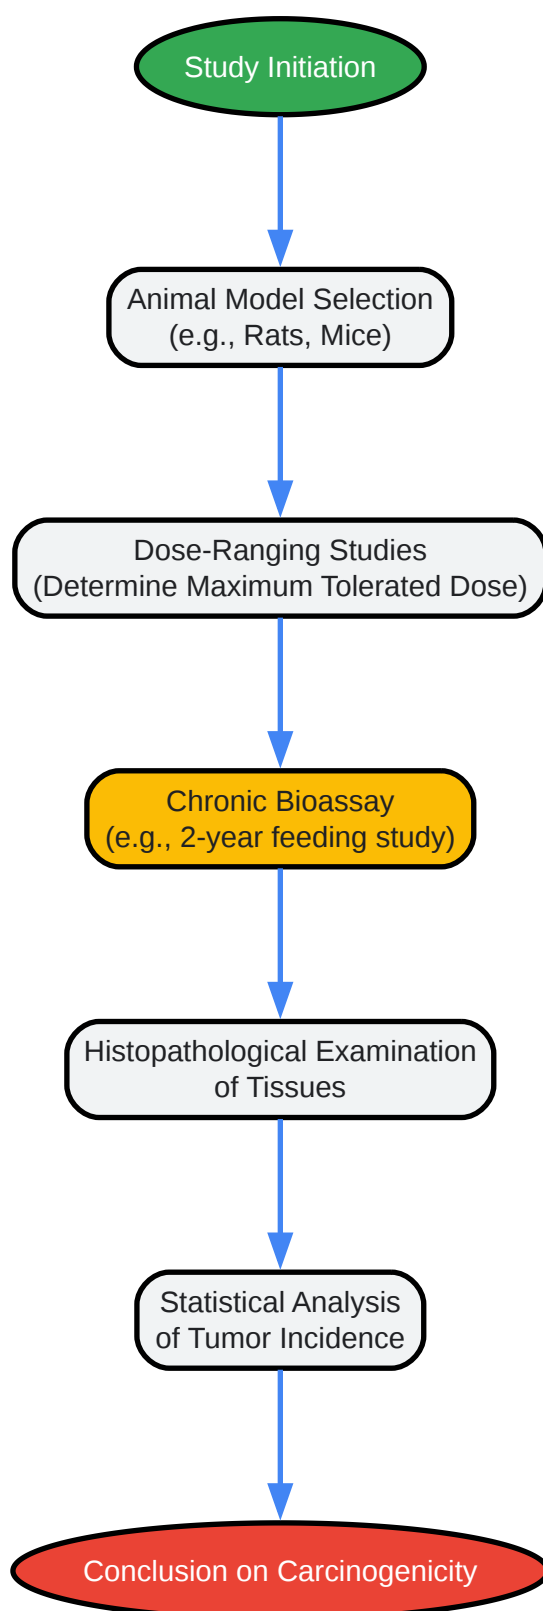 Study Initiation
Animal Model Selection
(e.g., Rats, Mice)
Dose-Ranging Studies
(Determine Maximum Tolerated Dose)
Chronic Bioassay
(e.g., 2-year feeding study)
Histopathological Examination
of Tissues
Statistical Analysis
of Tumor Incidence
Conclusion on Carcinogenicity